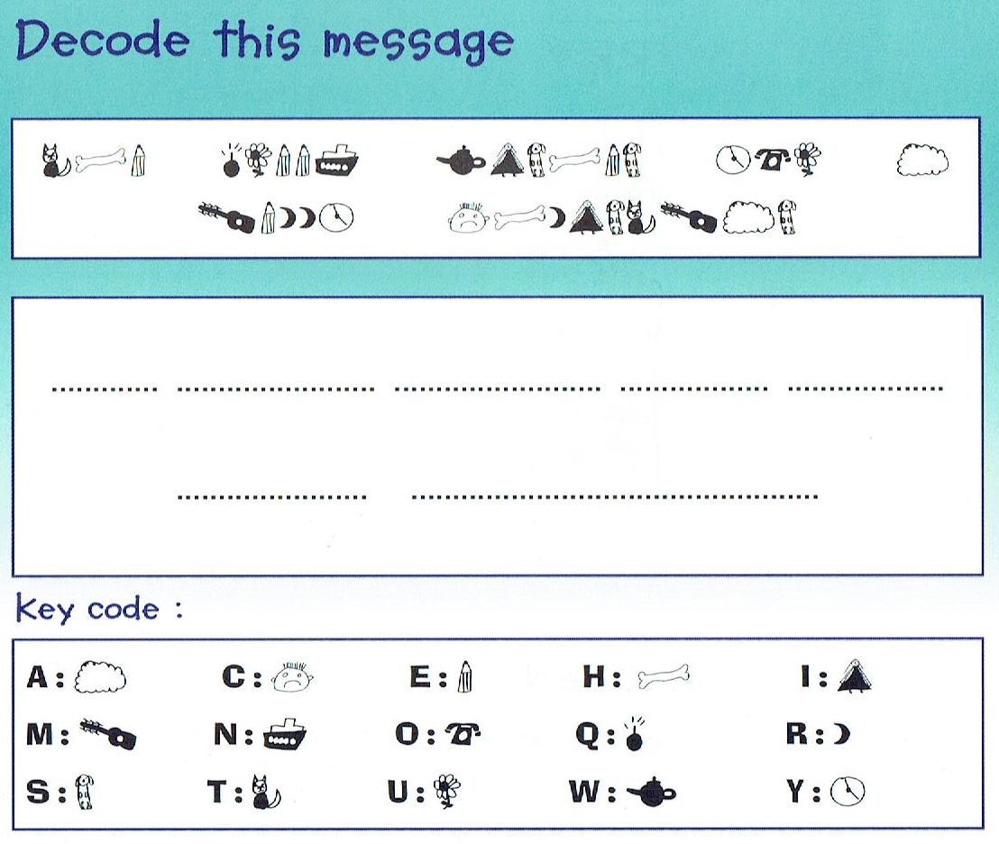 Decode this message
Key code :
A : C : E : H : I :
M : N : O : Q : R :
S : T : U : W : Y :